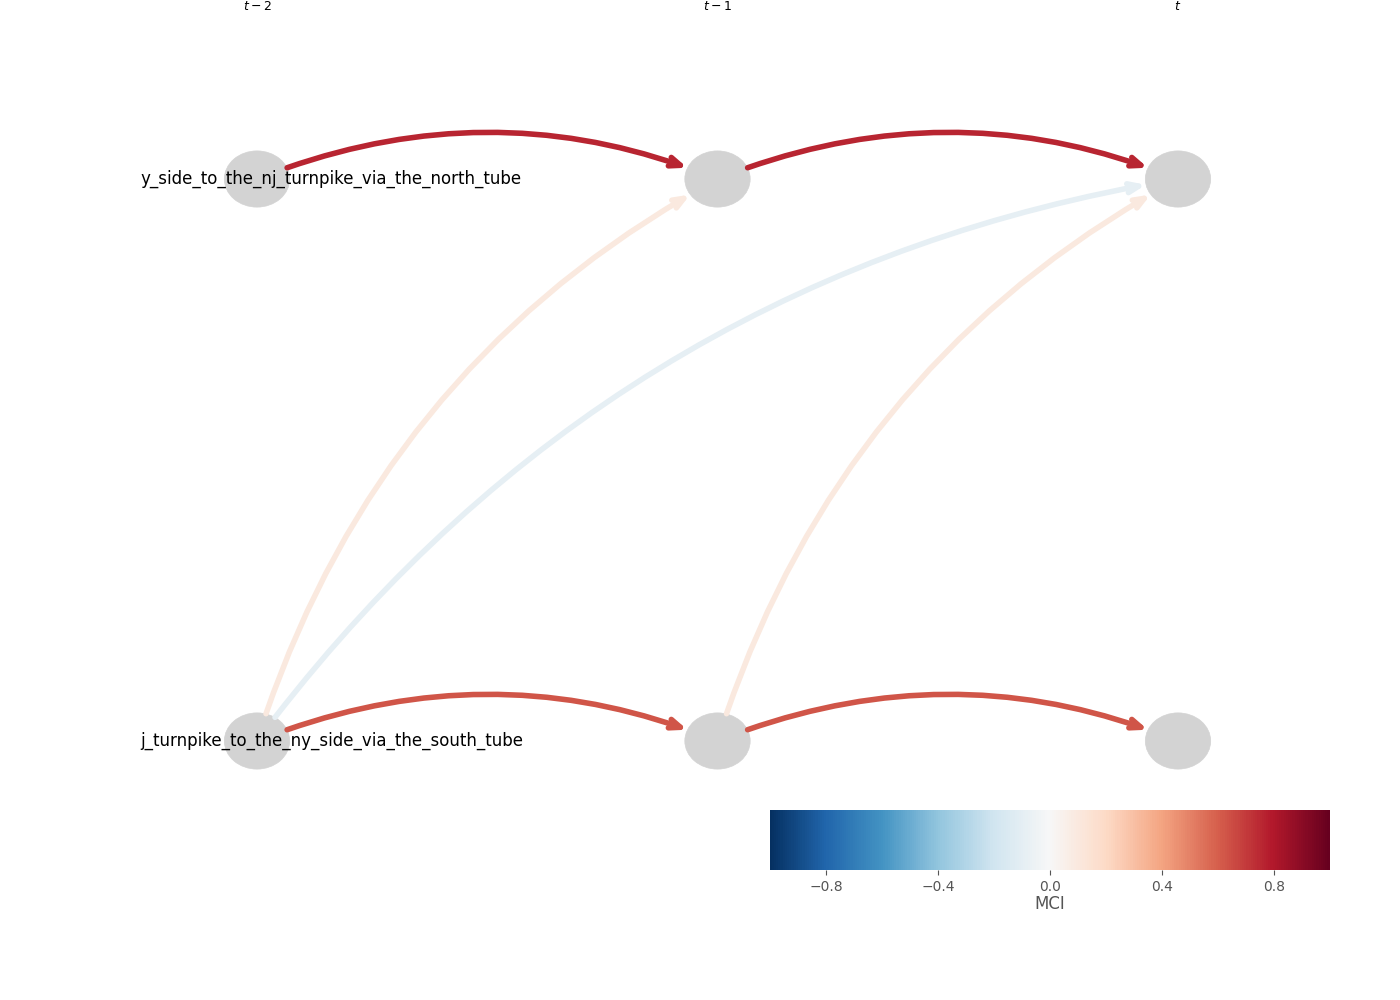 t − 2 t − 1 t
y_side_to_the_nj_turnpike_via_the_north_tube
j_turnpike_to_the_ny_side_via_the_south_tube
−0.8 −0.4 0.0 0.4 0.8
MCI